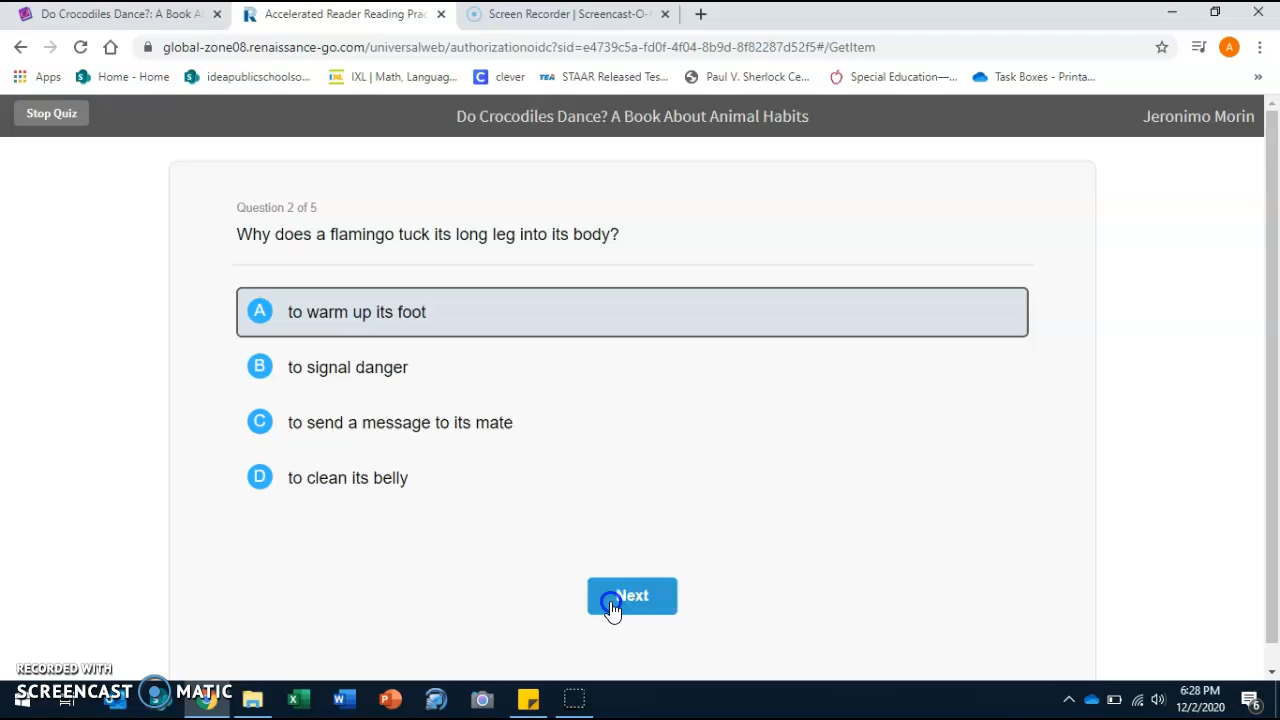 Do Crocodiles Dance?: A Book Al
Accelerated Reader Reading Prac
Screen Recorder | Screencast-O-
global-zone08.renaissance-go.com/universalweb/authorizationoidc?sid=e4739c5a-fd0f-4f04-8b9d-8f82287d52f5#/GetItem
A
Apps
Home - Home
ideapublicschoolso...
IXL | Math, Languag...
clever
STAAR Released Tes...
Paul V. Sherlock Ce...
Special Education—...
Task Boxes - Printa...
Stop Quiz
Do Crocodiles Dance? A Book About Animal Habits
Jeronimo Morin
Question 2 of 5
Why does a flamingo tuck its long leg into its body?
A to warm up its foot
B to signal danger
C to send a message to its mate
D to clean its belly
Next
RECORDED WITH
SCREENCAST MATIC
6:28 PM
12/2/2020
6